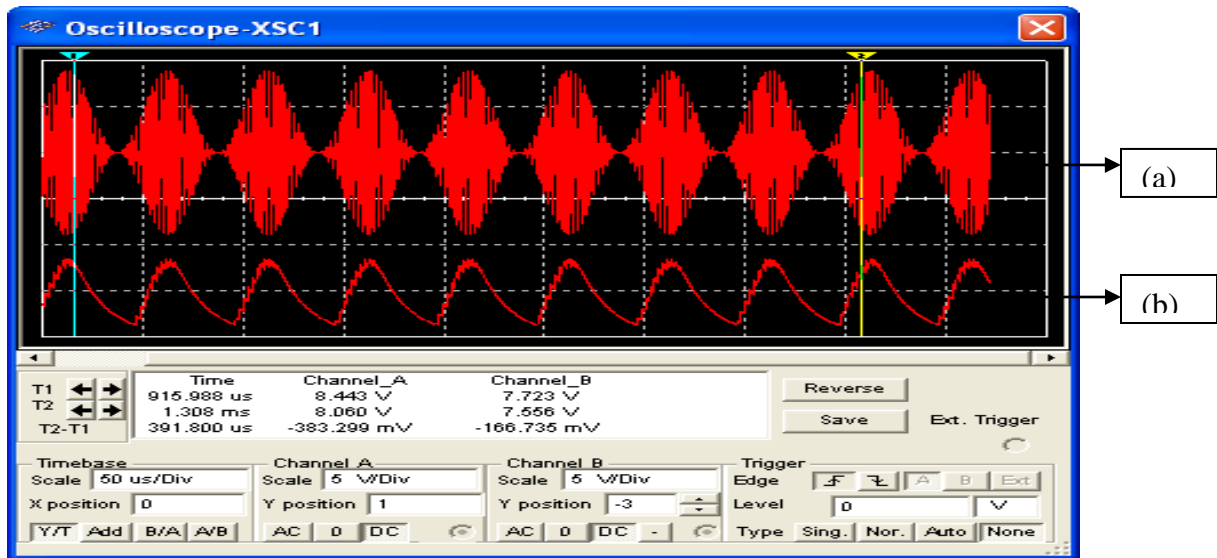 Oscilloscope-XSC1
1 2
(a)
(b)
Time Channel_A Channel_B
T1 915.988 us 8.443 V 7.723 V
T2 1.308 ms 8.060 V 7.556 V
T2-T1 391.800 us -383.299 mV -166.735 mV
Reverse
Save Ext. Trigger
Timebase Channel A Channel B Trigger
Scale 50 us/Div Scale 5 V/Div Scale 5 V/Div Edge A B Ext
X position 0 Y position 1 Y position -3 Level 0 V
Y/T Add B/A A/B AC 0 DC AC 0 DC - Type Sing. Nor. Auto None